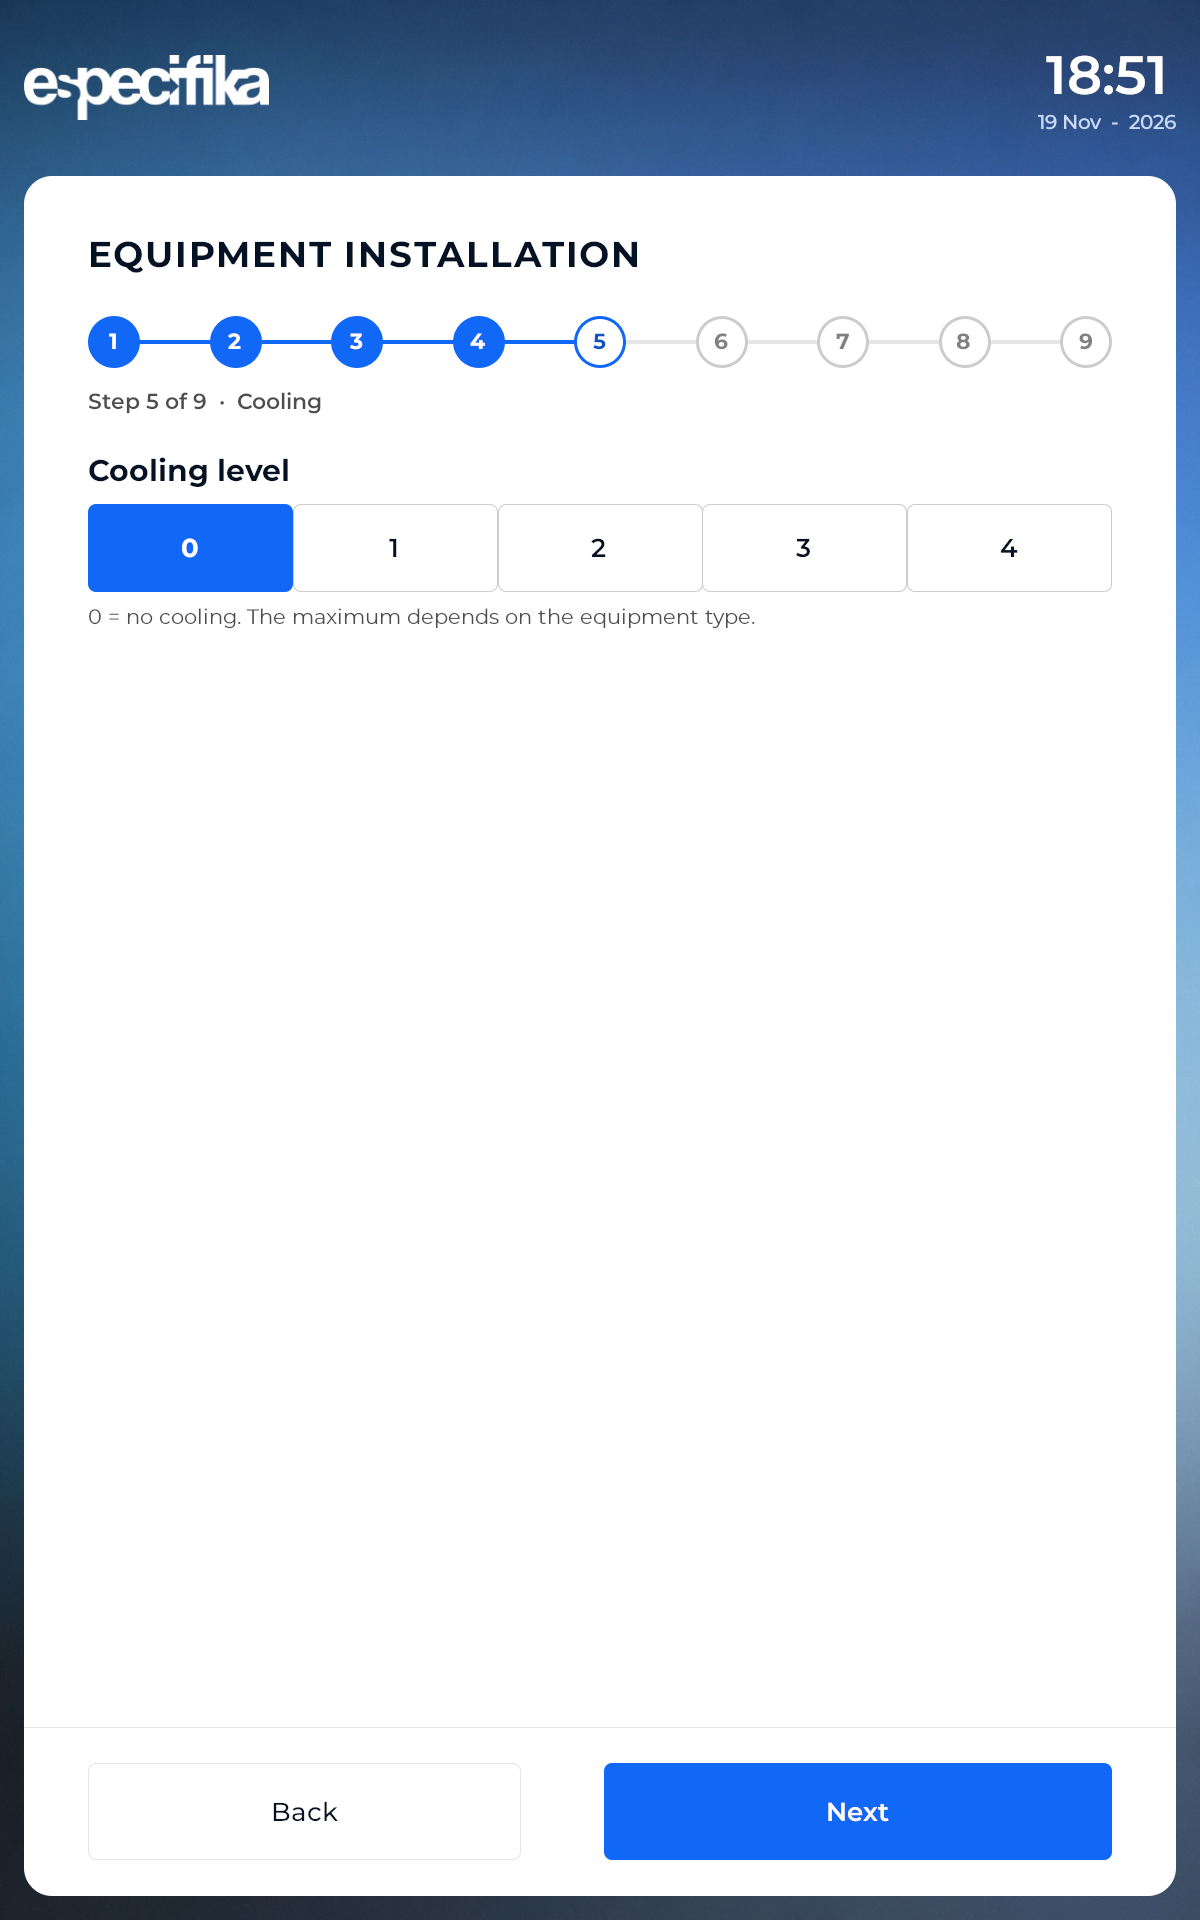 especifika
18:51
19 Nov - 2026
EQUIPMENT INSTALLATION
1 2 3 4 5 6 7 8 9
Step 5 of 9 · Cooling
Cooling level
0 1 2 3 4
0 = no cooling. The maximum depends on the equipment type.
Back Next